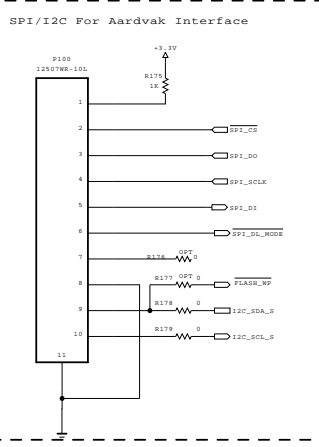 SPI/I2C For Aardvak Interface
+3.3V
P100
12507WR-10L
R175
1K
1
2
SPI_CS
3
SPI_DO
4
SPI_SCLK
5
SPI_DI
6
SPI_DL_MODE
7
R176
OPT
0
8
R177
OPT
0
FLASH_WP
9
R178
0
I2C_SDA_S
10
R179
0
I2C_SCL_S
11